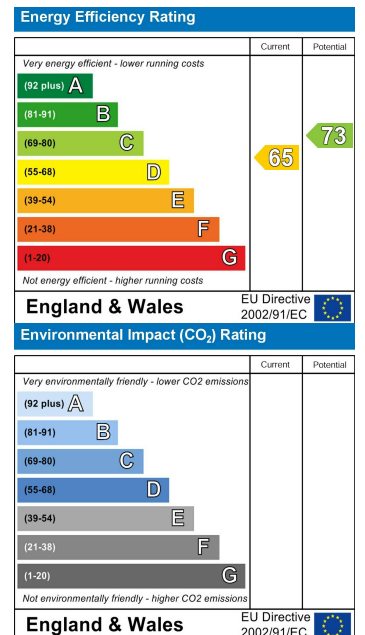 Energy Efficiency Rating
Current Potential
Very energy efficient - lower running costs
(92 plus) A
(81-91) B
(69-80) C
(55-68) D
(39-54) E
(21-38) F
(1-20) G
65
73
Not energy efficient - higher running costs
England & Wales
EU Directive
2002/91/EC
Environmental Impact (CO₂) Rating
Current Potential
Very environmentally friendly - lower CO2 emissions
(92 plus) A
(81-91) B
(69-80) C
(55-68) D
(39-54) E
(21-38) F
(1-20) G
Not environmentally friendly - higher CO2 emissions
England & Wales
EU Directive
2002/91/EC